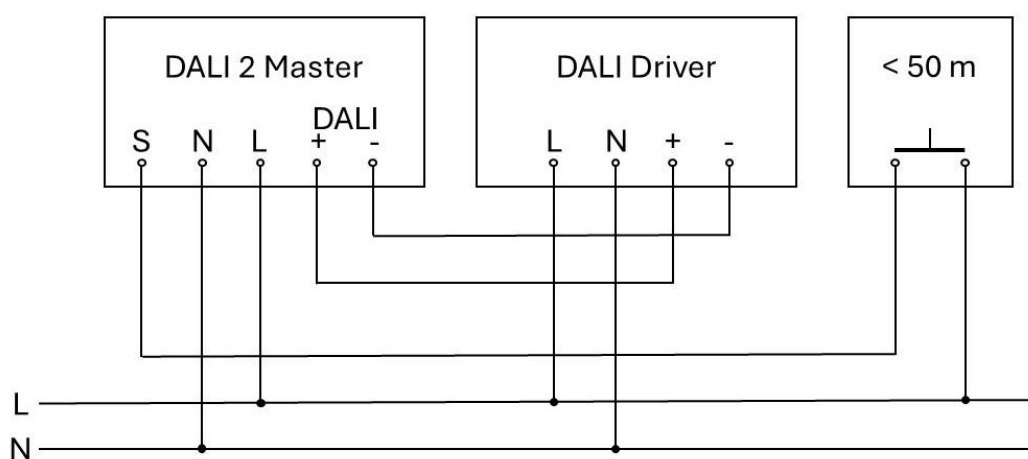 DALI 2 Master
DALI
S N L + -
DALI Driver
L N + -
< 50 m
L
N